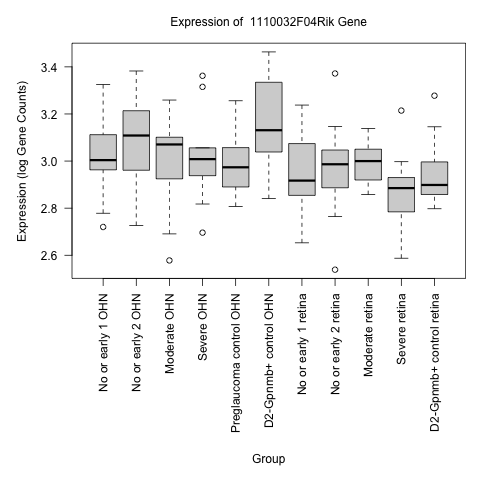 Expression of  1110032F04Rik Gene
Expression (log Gene Counts)
3.4
3.2
3.0
2.8
2.6
No or early 1 OHN
No or early 2 OHN
Moderate OHN
Severe OHN
Preglaucoma control OHN
D2-Gpnmb+ control OHN
No or early 1 retina
No or early 2 retina
Moderate retina
Severe retina
D2-Gpnmb+ control retina
Group